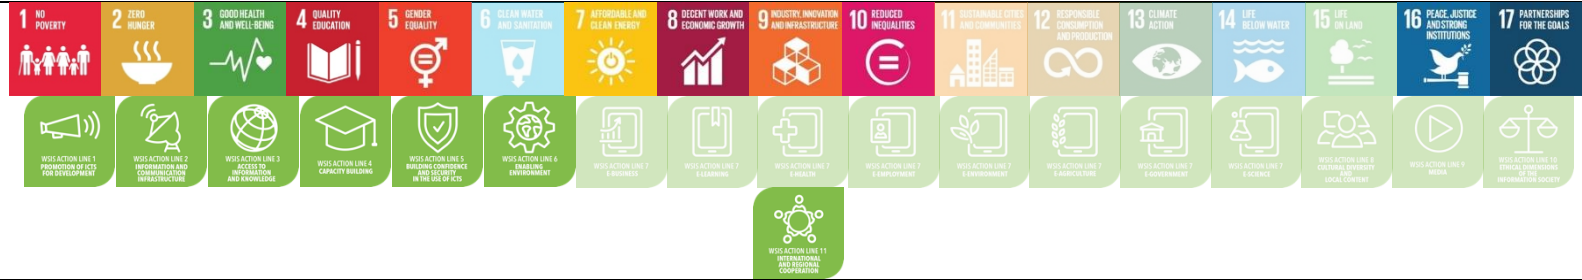 1 NO
POVERTY
2 ZERO
HUNGER
3 GOOD HEALTH
AND WELL-BEING
4 QUALITY
EDUCATION
5 GENDER
EQUALITY
6 CLEAN WATER
AND SANITATION
7 AFFORDABLE AND
CLEAN ENERGY
8 DECENT WORK AND
ECONOMIC GROWTH
9 INDUSTRY, INNOVATION
AND INFRASTRUCTURE
10 REDUCED
INEQUALITIES
11 SUSTAINABLE CITIES
AND COMMUNITIES
12 RESPONSIBLE
CONSUMPTION
AND PRODUCTION
13 CLIMATE
ACTION
14 LIFE
BELOW WATER
15 LIFE
ON LAND
16 PEACE, JUSTICE
AND STRONG
INSTITUTIONS
17 PARTNERSHIPS
FOR THE GOALS
WSIS ACTION LINE 1
PROMOTION OF ICTS
FOR DEVELOPMENT
WSIS ACTION LINE 2
INFORMATION AND
COMMUNICATION
INFRASTRUCTURE
WSIS ACTION LINE 3
ACCESS TO
INFORMATION
AND KNOWLEDGE
WSIS ACTION LINE 4
CAPACITY BUILDING
WSIS ACTION LINE 5
BUILDING CONFIDENCE
AND SECURITY
IN THE USE OF ICTS
WSIS ACTION LINE 6
ENABLING
ENVIRONMENT
WSIS ACTION LINE 7
E-BUSINESS
WSIS ACTION LINE 7
E-LEARNING
WSIS ACTION LINE 7
E-HEALTH
WSIS ACTION LINE 7
E-EMPLOYMENT
WSIS ACTION LINE 7
E-ENVIRONMENT
WSIS ACTION LINE 7
E-AGRICULTURE
WSIS ACTION LINE 7
E-GOVERNMENT
WSIS ACTION LINE 7
E-SCIENCE
WSIS ACTION LINE 8
CULTURAL DIVERSITY
AND
LOCAL CONTENT
WSIS ACTION LINE 9
MEDIA
WSIS ACTION LINE 10
ETHICAL DIMENSIONS
OF THE
INFORMATION SOCIETY
WSIS ACTION LINE 11
INTERNATIONAL
AND REGIONAL
COOPERATION